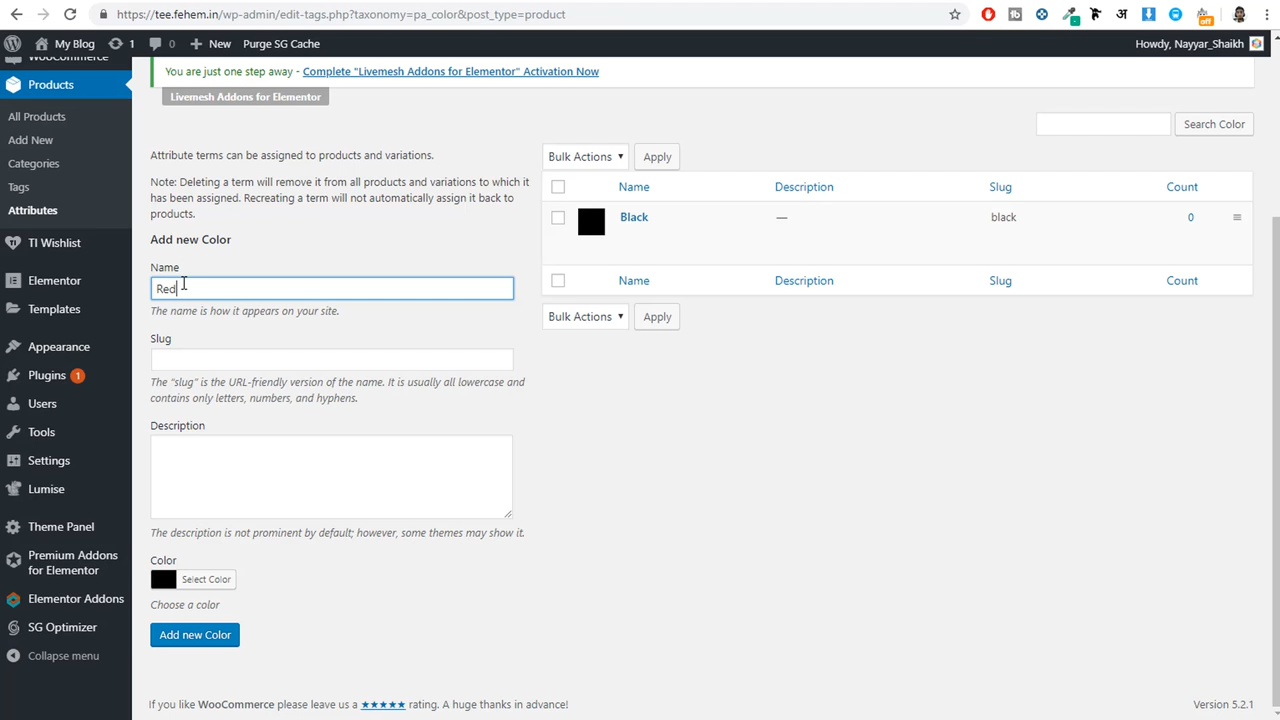 https://tee.fehem.in/wp-admin/edit-tags.php?taxonomy=pa_color&post_type=product
My Blog 1 0 New Purge SG Cache Howdy, Nayyar_Shaikh
WooCommerce
Products
All Products
Add New
Categories
Tags
Attributes
TI Wishlist
Elementor
Templates
Appearance
Plugins 1
Users
Tools
Settings
Lumise
Theme Panel
Premium Addons
for Elementor
Elementor Addons
SG Optimizer
Collapse menu
You are just one step away - Complete "Livemesh Addons for Elementor" Activation Now
Livemesh Addons for Elementor
Search Color
Attribute terms can be assigned to products and variations.
Note: Deleting a term will remove it from all products and variations to which it
has been assigned. Recreating a term will not automatically assign it back to
products.
Add new Color
Name
Red
The name is how it appears on your site.
Slug
The "slug" is the URL-friendly version of the name. It is usually all lowercase and
contains only letters, numbers, and hyphens.
Description
The description is not prominent by default; however, some themes may show it.
Color
Select Color
Choose a color
Add new Color
Bulk Actions Apply
Name Description Slug Count
Black — black 0
Name Description Slug Count
Bulk Actions Apply
If you like WooCommerce please leave us a ★★★★★ rating. A huge thanks in advance! Version 5.2.1